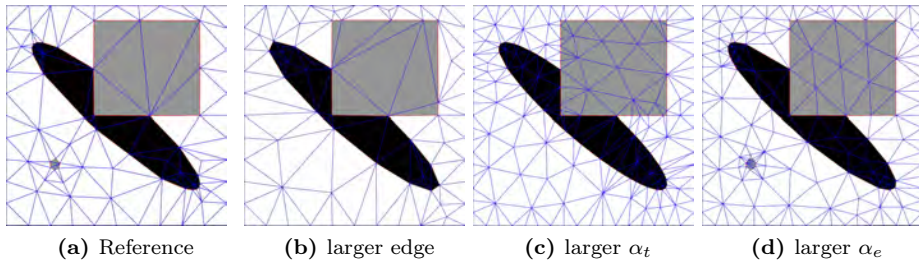 (a) Reference
(b) larger edge
(c) larger αₜ
(d) larger αₑ